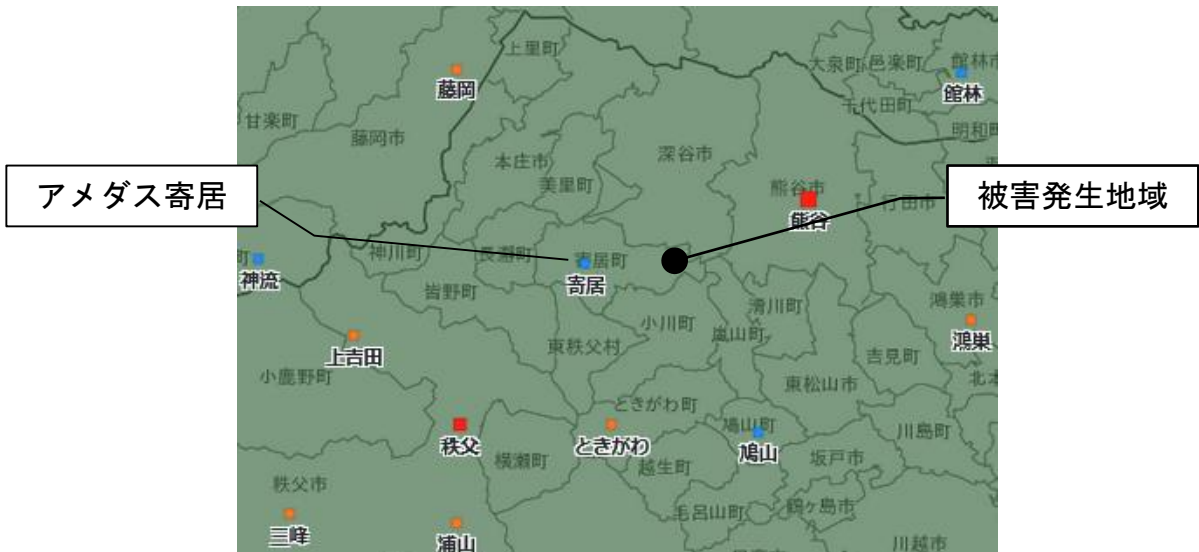 上里町
大泉町
邑楽町
館林市
藤岡
館林
千代田町
甘楽町
藤岡市
明和町
本庄市
深谷市
美里町
熊谷市
行田市
アメダス寄居
被害発生地域
熊谷
神川町
長瀞町
寄居町
町
神流
寄居
皆野町
滑川町
鴻巣市
小川町
嵐山町
鴻巣
上吉田
東秩父村
吉見町
小鹿野町
東松山市
北本
ときがわ町
鳩山町
川島町
秩父
ときがわ
鳩山
横瀬町
越生町
坂戸市
秩父市
鶴ヶ島市
毛呂山町
三峰
浦山
川越市